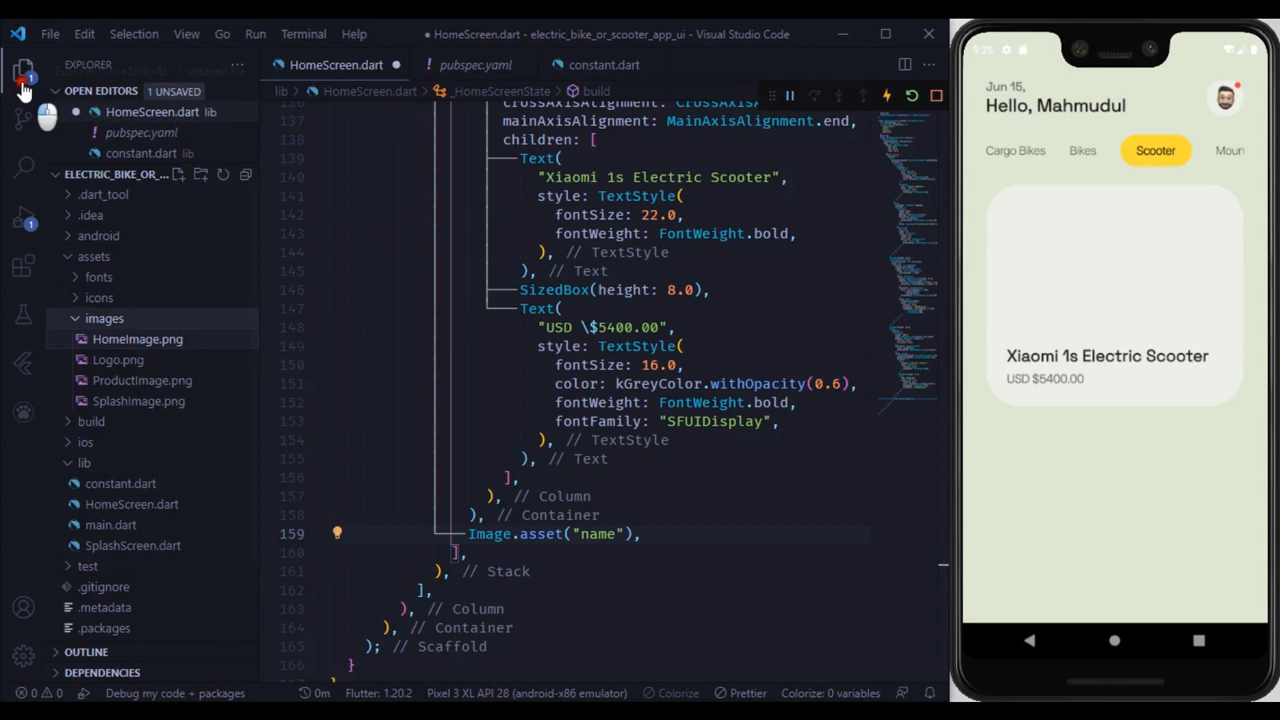 File Edit Selection View Go Run Terminal Help
● HomeScreen.dart - electric_bike_or_scooter_app_ui - Visual Studio Code
EXPLORER
OPEN EDITORS 1 UNSAVED
HomeScreen.dart lib
pubspec.yaml
constant.dart lib
ELECTRIC_BIKE_OR_...
.dart_tool
.idea
android
assets
fonts
icons
images
HomeImage.png
Logo.png
ProductImage.png
SplashImage.png
build
ios
lib
constant.dart
HomeScreen.dart
main.dart
SplashScreen.dart
test
.gitignore
.metadata
.packages
OUTLINE
DEPENDENCIES
HomeScreen.dart pubspec.yaml constant.dart
lib > HomeScreen.dart > _HomeScreenState > build
137 mainAxisAlignment: MainAxisAlignment.end,
138 children: [
139 Text(
140 "Xiaomi 1s Electric Scooter",
141 style: TextStyle(
142 fontSize: 22.0,
143 fontWeight: FontWeight.bold,
144 ), // TextStyle
145 ), // Text
146 SizedBox(height: 8.0),
147 Text(
148 "USD \$5400.00",
149 style: TextStyle(
150 fontSize: 16.0,
151 color: kGreyColor.withOpacity(0.6),
152 fontWeight: FontWeight.bold,
153 fontFamily: "SFUIDisplay",
154 ), // TextStyle
155 ), // Text
156 ],
157 ), // Column
158 ), // Container
159 Image.asset("name"),
160 ],
161 ), // Stack
162 ],
163 ), // Column
164 ), // Container
165 ); // Scaffold
166 }
0 0 Debug my code + packages 0m Flutter: 1.20.2 Pixel 3 XL API 28 (android-x86 emulator) Colorize Prettier Colorize: 0 variables
5:25
Jun 15,
Hello, Mahmudul
Cargo Bikes Bikes Scooter Moun
Xiaomi 1s Electric Scooter
USD $5400.00